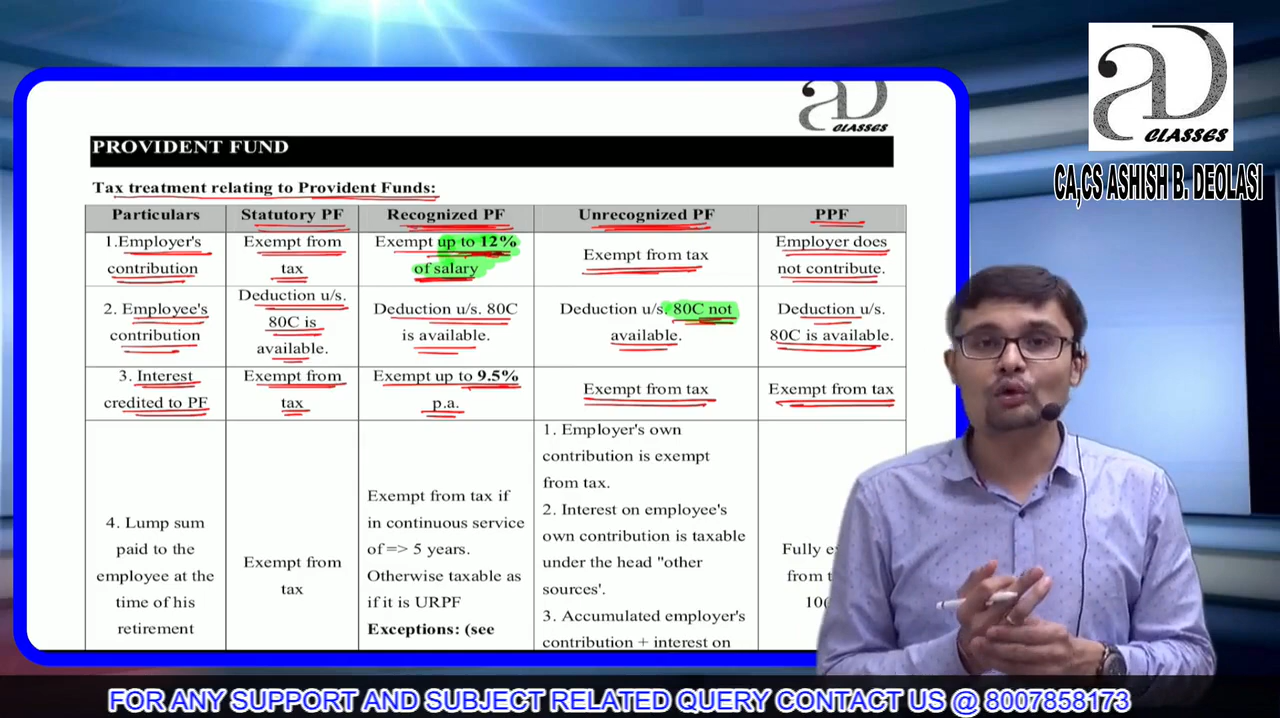 aD
CLASSES
CA,CS ASHISH B. DEOLASI
aD
CLASSES
PROVIDENT FUND
Tax treatment relating to Provident Funds:
Particulars Statutory PF Recognized PF Unrecognized PF PPF
1.Employer's contribution
Exempt from tax
Exempt up to 12% of salary
Exempt from tax
Employer does not contribute.
2. Employee's contribution
Deduction u/s. 80C is available.
Deduction u/s. 80C is available.
Deduction u/s. 80C not available.
Deduction u/s. 80C is available.
3. Interest credited to PF
Exempt from tax
Exempt up to 9.5% p.a.
Exempt from tax
Exempt from tax
4. Lump sum
paid to the
employee at the
time of his
retirement
Exempt from
tax
Exempt from tax if
in continuous service
of => 5 years.
Otherwise taxable as
if it is URPF
Exceptions: (see
1. Employer's own
contribution is exempt
from tax.
2. Interest on employee's
own contribution is taxable
under the head "other
sources'.
3. Accumulated employer's
contribution + interest on
Fully
from
FOR ANY SUPPORT AND SUBJECT RELATED QUERY CONTACT US @ 8007858173